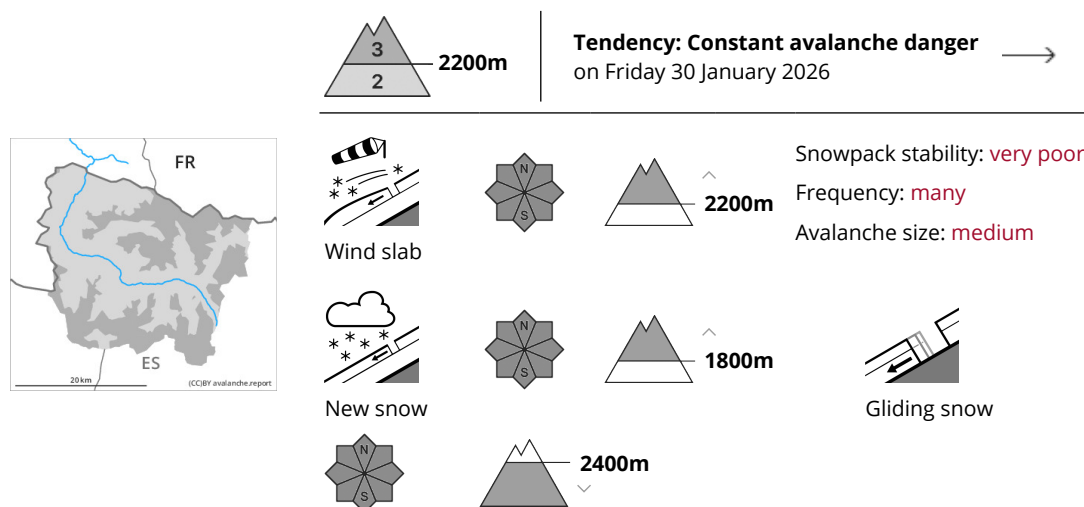 3
2
2200m
Tendency: Constant avalanche danger
on Friday 30 January 2026
FR
ES
20 km
(CC)BY avalanche.report
N
S
2200m
Snowpack stability: very poor
Frequency: many
Avalanche size: medium
Wind slab
N
S
1800m
New snow
Gliding snow
N
S
2400m